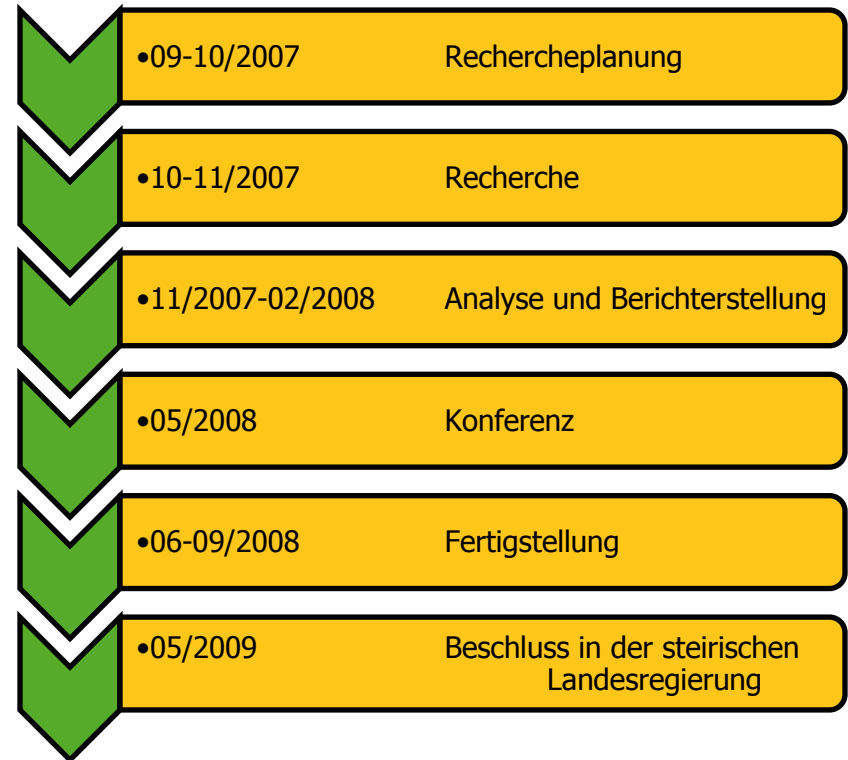 •09-10/2007 Rechercheplanung
•10-11/2007 Recherche
•11/2007-02/2008 Analyse und Berichterstellung
•05/2008 Konferenz
•06-09/2008 Fertigstellung
•05/2009 Beschluss in der steirischen
Landesregierung